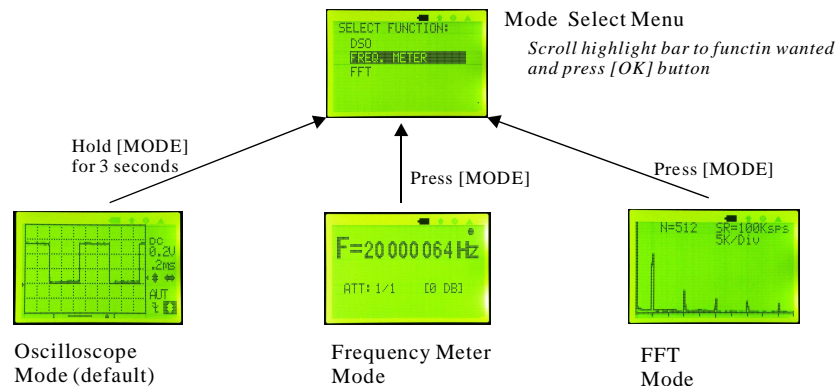 Mode Select Menu
SELECT FUNCTION:
DSO
FREQ. METER
FFT
Scroll highlight bar to functin wanted
and press [OK] button
Hold [MODE]
for 3 seconds
Press [MODE]
Press [MODE]
DC
0.2V
.2ms
AUT
F=20000064Hz
ATT: 1/1 [0 DB]
N=512 SR=100Ksps
5K/Div
Oscilloscope
Mode (default)
Frequency Meter
Mode
FFT
Mode